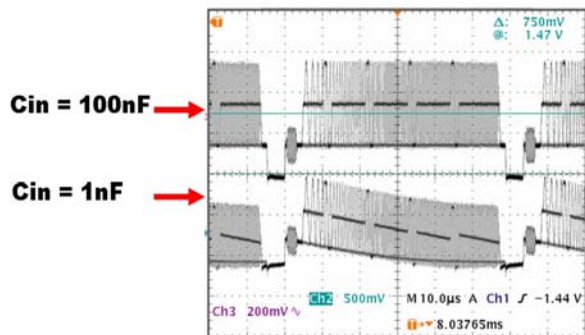 Δ: 750mV
@: 1.47 V
Cin = 100nF
Cin = 1nF
Ch2 500mV M 10.0µs A Ch1 ∫ −1.44 V
Ch3 200mV∿
T→▼ 8.03765ms